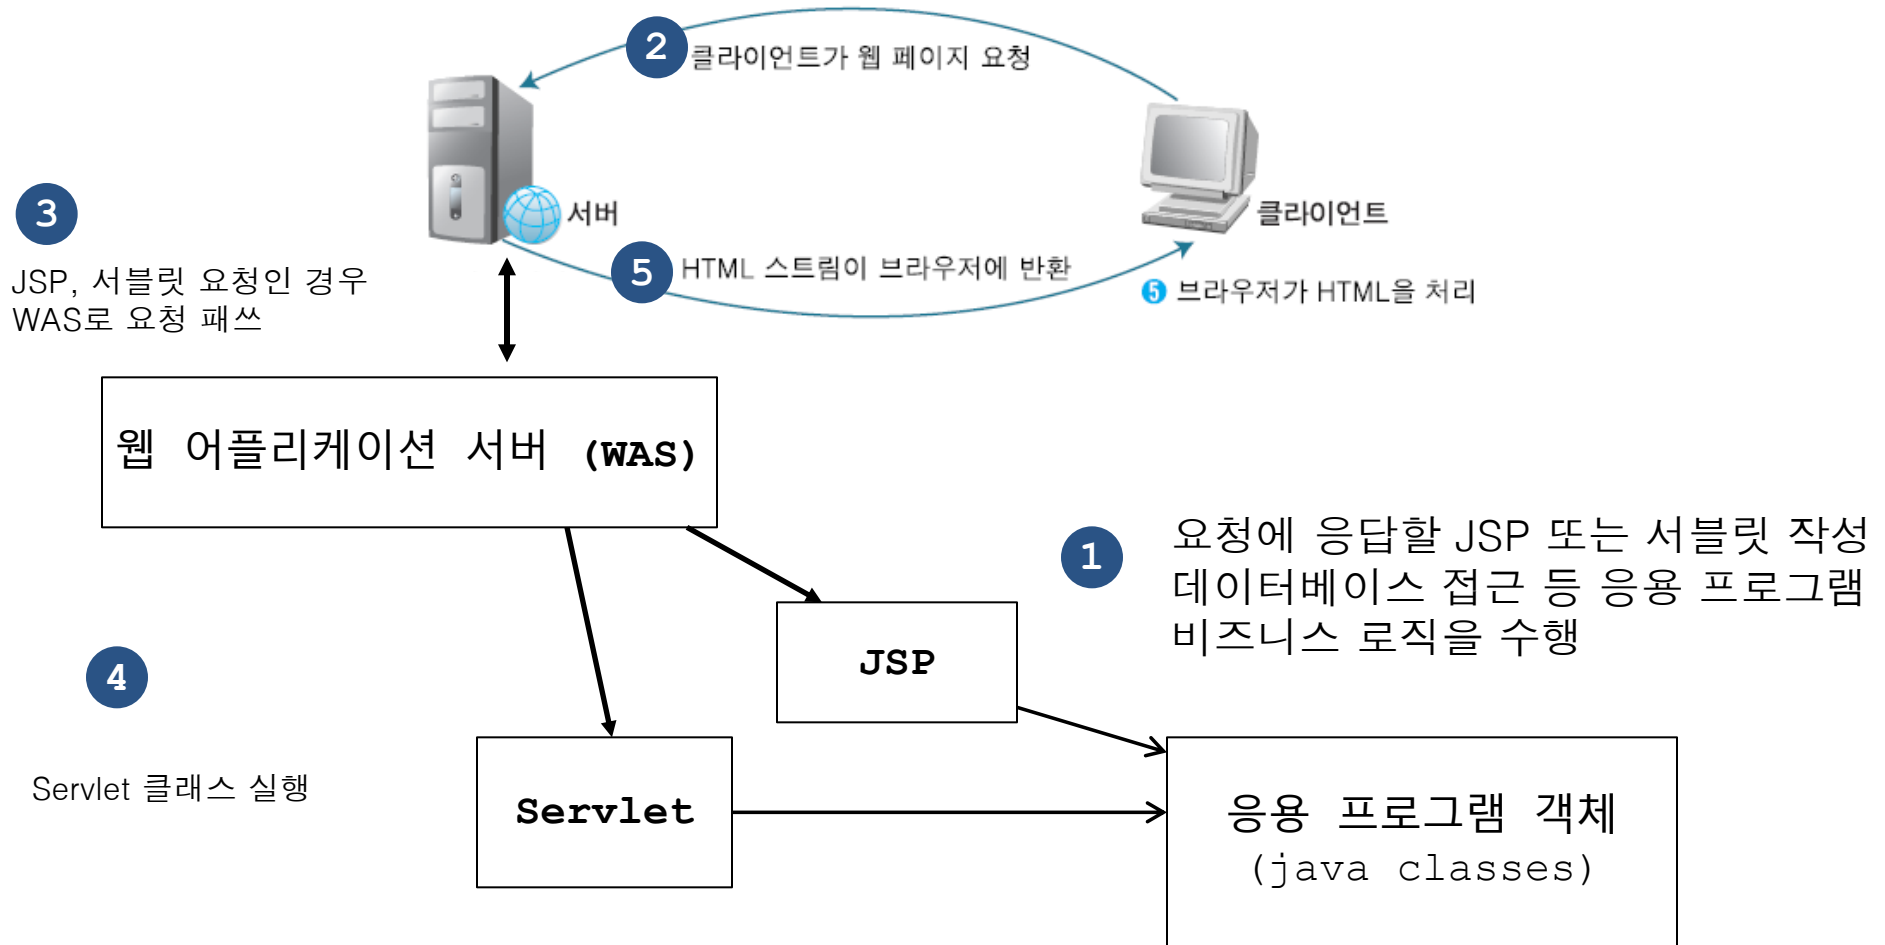 2
클라이언트가 웹 페이지 요청
3
서버
클라이언트
JSP, 서블릿 요청인 경우
WAS로 요청 패쓰
5
HTML 스트림이 브라우저에 반환
5 브라우저가 HTML을 처리
웹 어플리케이션 서버 (WAS)
1
요청에 응답할 JSP 또는 서블릿 작성
데이터베이스 접근 등 응용 프로그램
비즈니스 로직을 수행
JSP
4
Servlet 클래스 실행
Servlet
응용 프로그램 객체
(java classes)